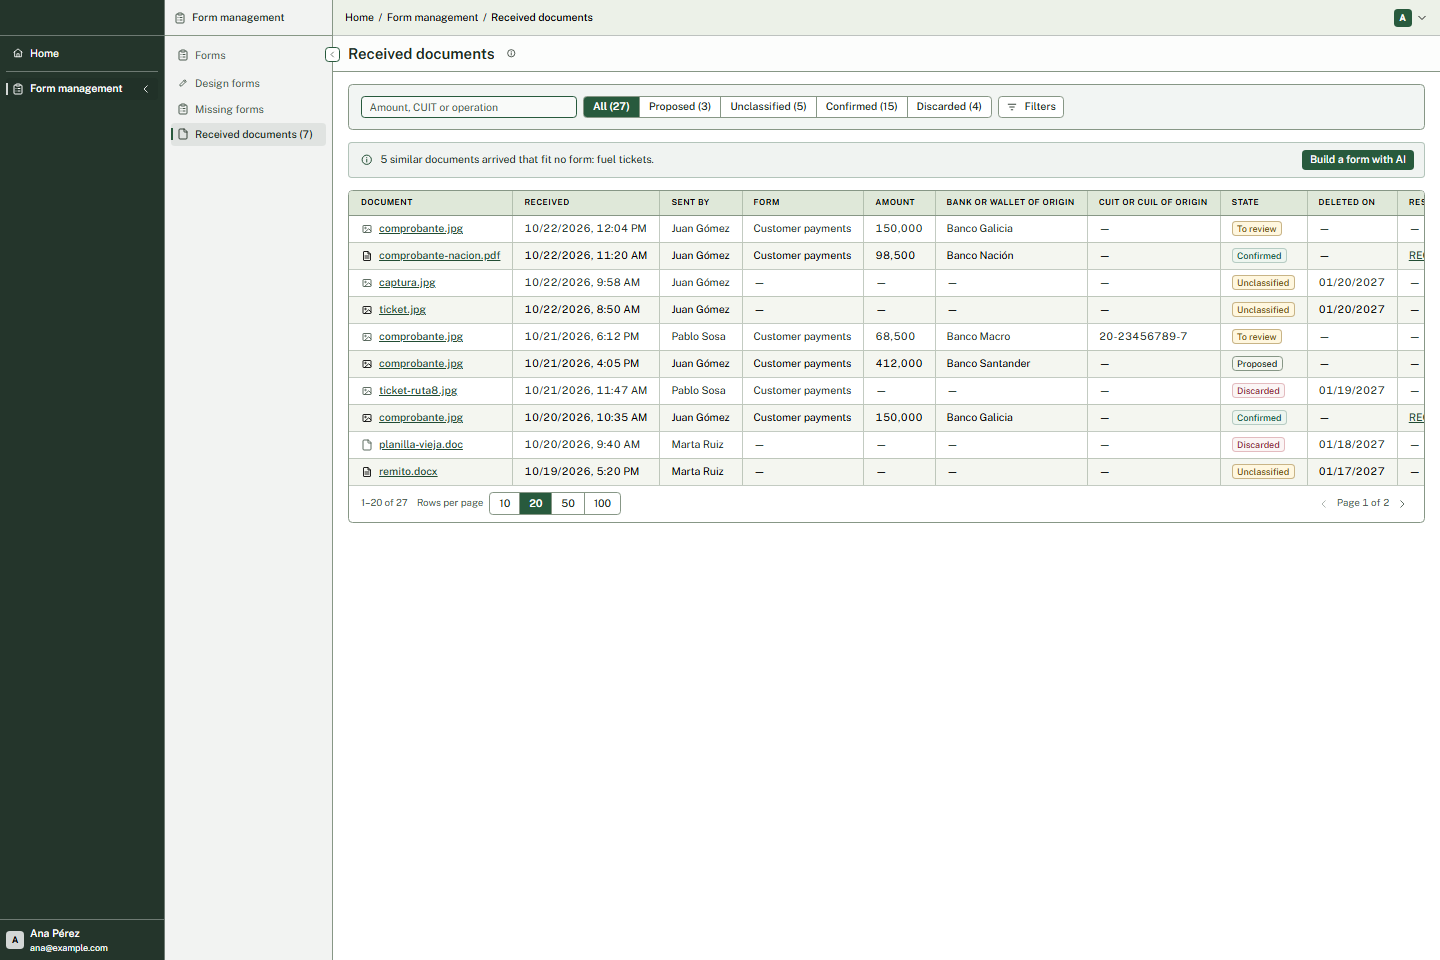 Form management
Home / Form management / Received documents
A
Home
Form management
Forms
Design forms
Missing forms
Received documents (7)
Received documents
Amount, CUIT or operation
All (27)
Proposed (3)
Unclassified (5)
Confirmed (15)
Discarded (4)
Filters
5 similar documents arrived that fit no form: fuel tickets.
Build a form with AI
DOCUMENT RECEIVED SENT BY FORM AMOUNT BANK OR WALLET OF ORIGIN CUIT OR CUIL OF ORIGIN STATE DELETED ON RES
comprobante.jpg 10/22/2026, 12:04 PM Juan Gómez Customer payments 150,000 Banco Galicia — To review — —
comprobante-nacion.pdf 10/22/2026, 11:20 AM Juan Gómez Customer payments 98,500 Banco Nación — Confirmed — REC
captura.jpg 10/22/2026, 9:58 AM Juan Gómez — — — — Unclassified 01/20/2027 —
ticket.jpg 10/22/2026, 8:50 AM Juan Gómez — — — — Unclassified 01/20/2027 —
comprobante.jpg 10/21/2026, 6:12 PM Pablo Sosa Customer payments 68,500 Banco Macro 20-23456789-7 To review — —
comprobante.jpg 10/21/2026, 4:05 PM Juan Gómez Customer payments 412,000 Banco Santander — Proposed — —
ticket-ruta8.jpg 10/21/2026, 11:47 AM Pablo Sosa Customer payments — — — Discarded 01/19/2027 —
comprobante.jpg 10/20/2026, 10:35 AM Juan Gómez Customer payments 150,000 Banco Galicia — Confirmed — REC
planilla-vieja.doc 10/20/2026, 9:40 AM Marta Ruiz — — — — Discarded 01/18/2027 —
remito.docx 10/19/2026, 5:20 PM Marta Ruiz — — — — Unclassified 01/17/2027 —
1–20 of 27 Rows per page 10 20 50 100
Page 1 of 2
A
Ana Pérez
ana@example.com